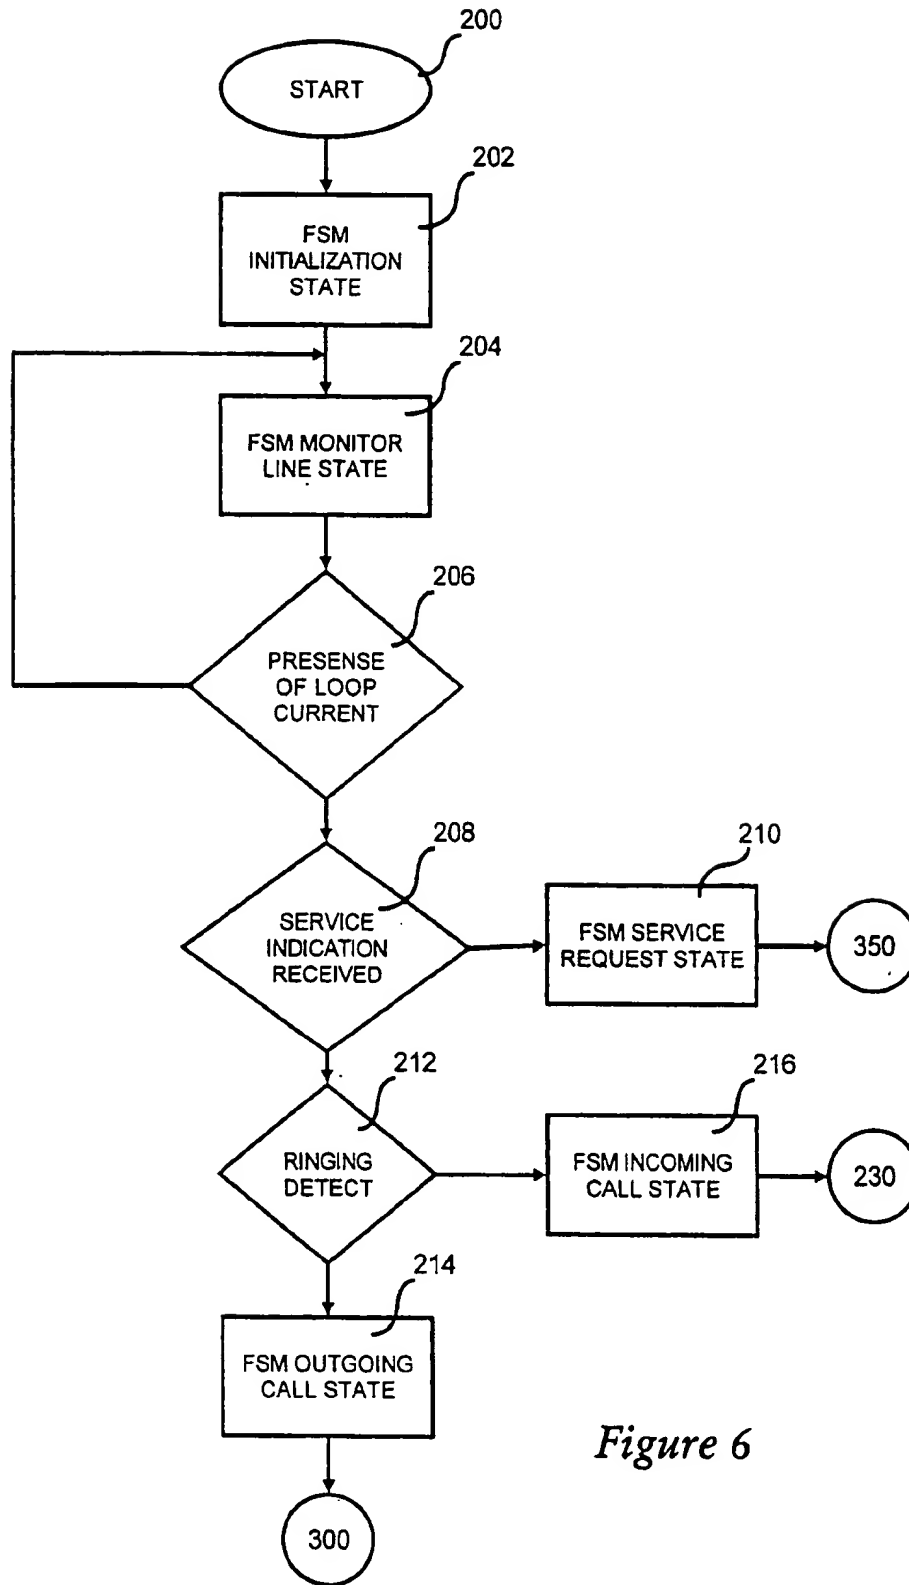 200
START
202
FSM
INITIALIZATION
STATE
204
FSM MONITOR
LINE STATE
206
PRESENSE
OF LOOP
CURRENT
208
SERVICE
INDICATION
RECEIVED
210
FSM SERVICE
REQUEST STATE
350
212
RINGING
DETECT
216
FSM INCOMING
CALL STATE
230
214
FSM OUTGOING
CALL STATE
300
Figure 6